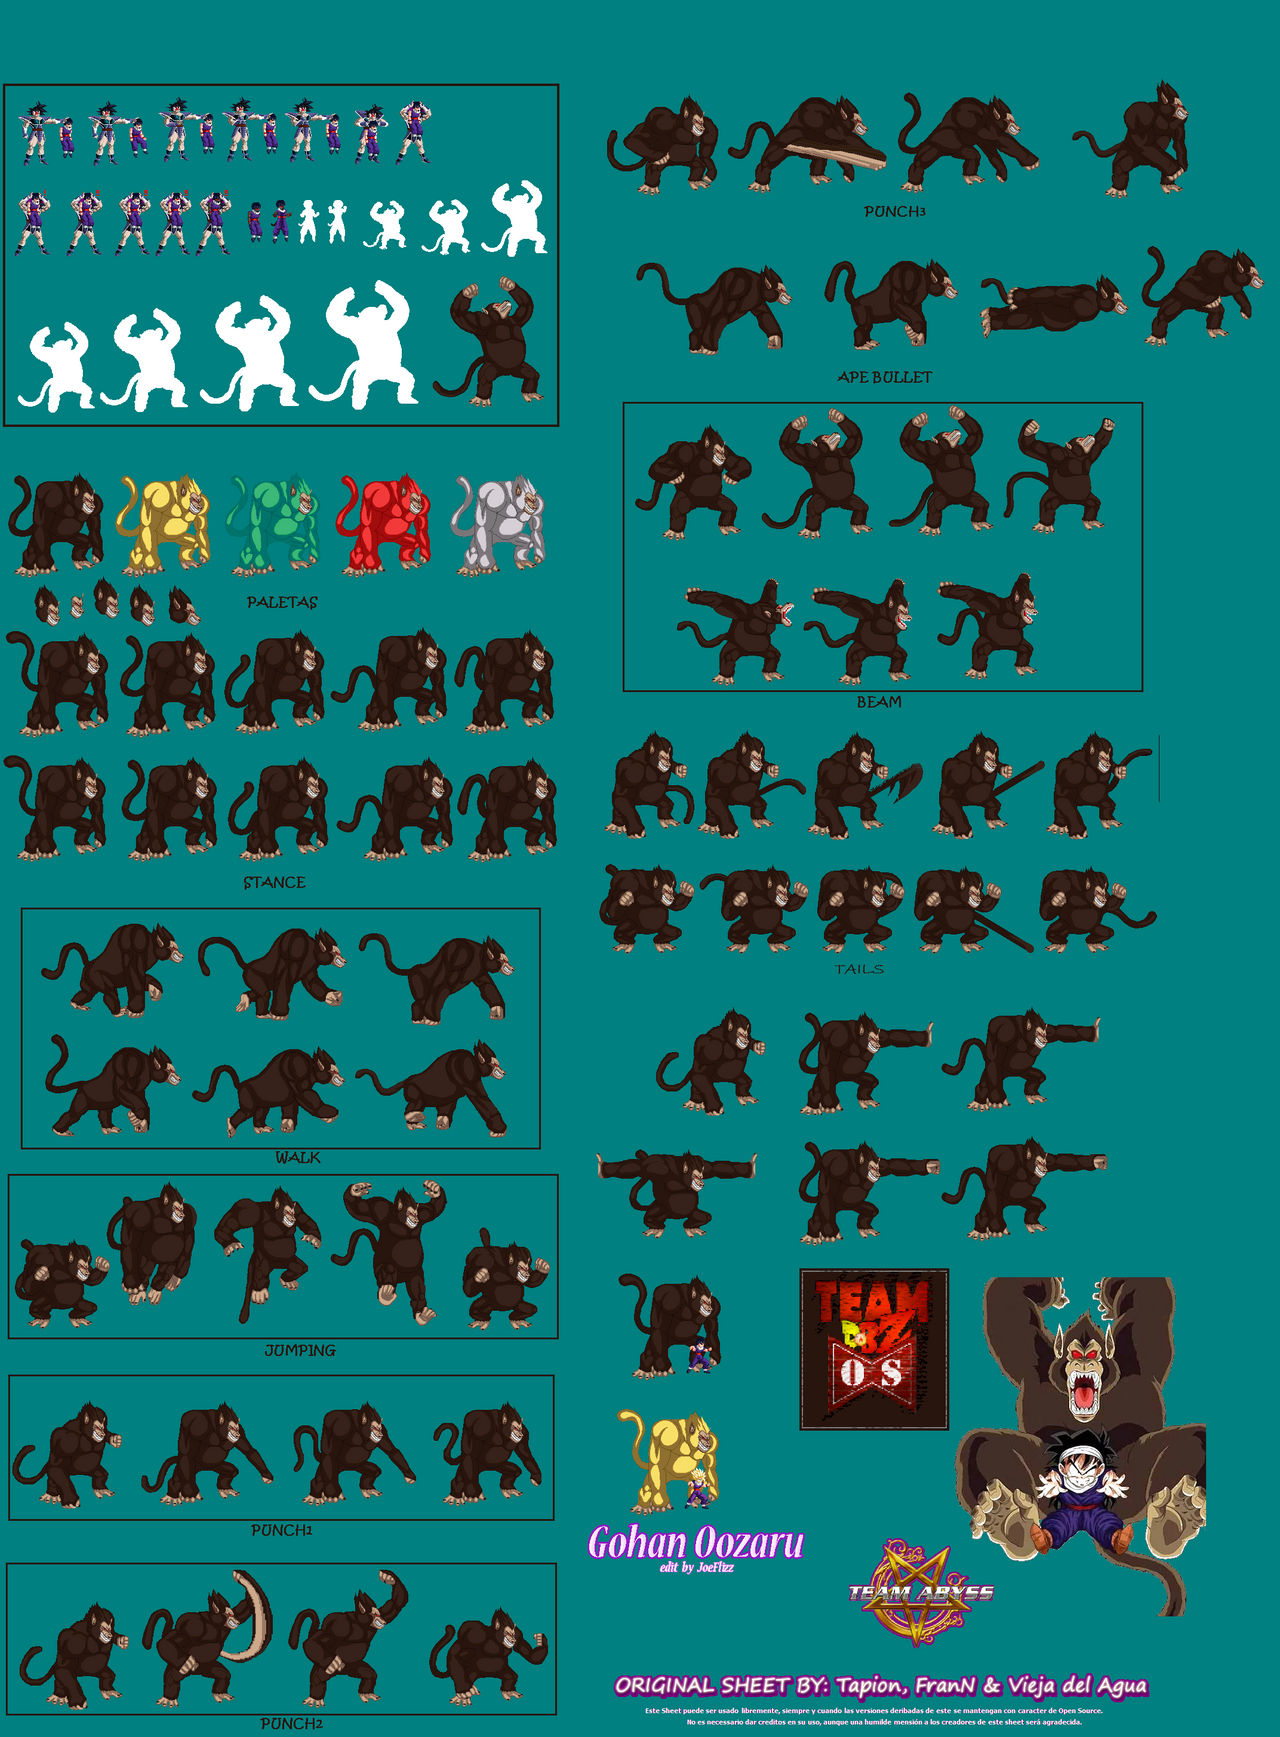 PUNCH3
APE BULLET
PALETAS
BEAM
STANCE
TAILS
WALK
JUMPING
PUNCH1
PUNCH2
TEAM
DBZ
OS
Gohan Oozaru
edit by JoeFlizz
TEAM ABYSS
ORIGINAL SHEET BY: Tapion, FranN & Vieja del Agua
Este Sheet puede ser usado libremente, siempre y cuando las versiones deribadas de este se mantengan con caracter de Open Source.
No es necessario dar creditos en su uso, aunque una humilde mensión a los creadores de este sheet será agradecida.